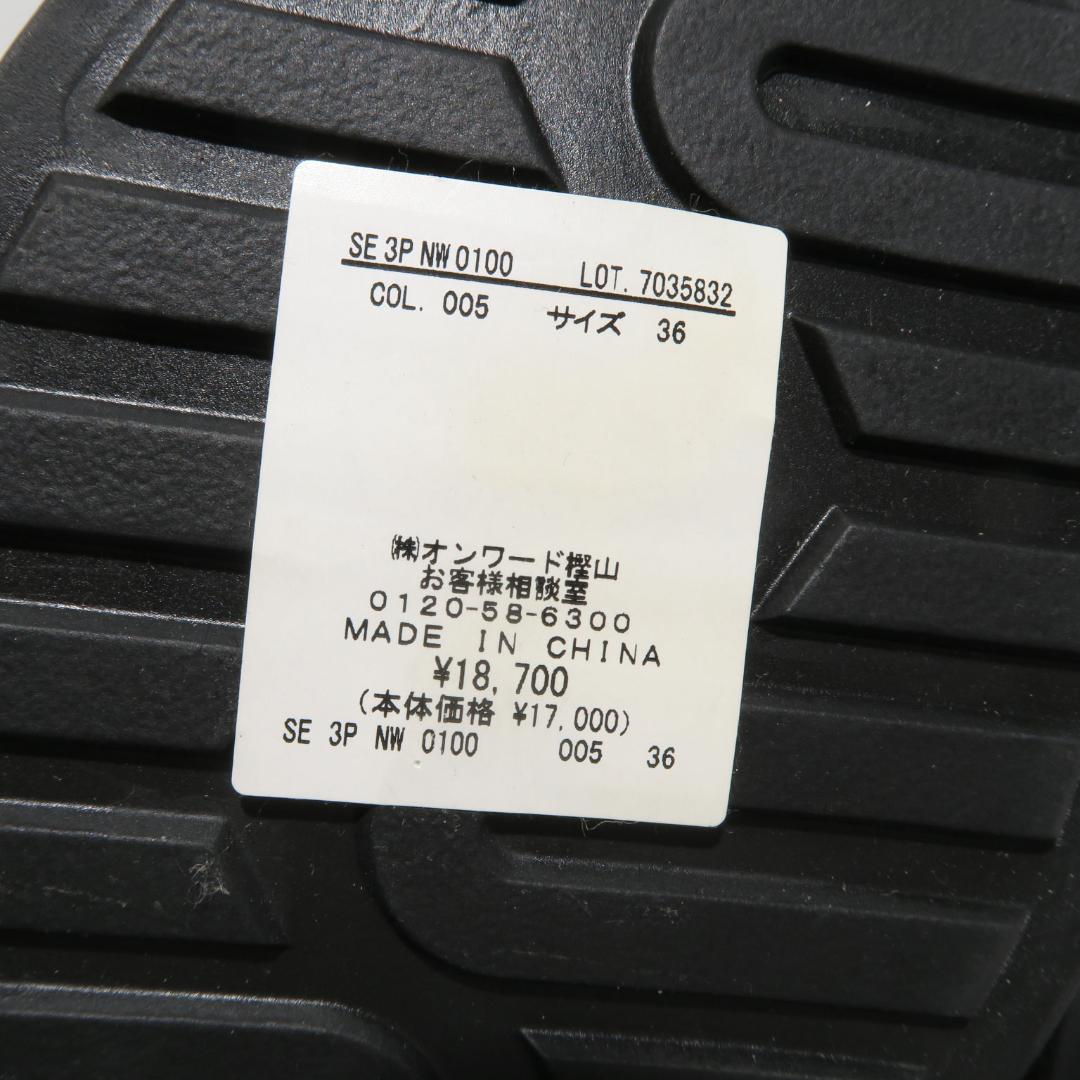 SE 3P NW 0100 LOT. 7035832
COL. 005 サイズ 36
㈱オンワード樫山
お客様相談室
0120-58-6300
MADE IN CHINA
¥18,700
(本体価格 ¥17,000)
SE 3P NW 0100 005 36